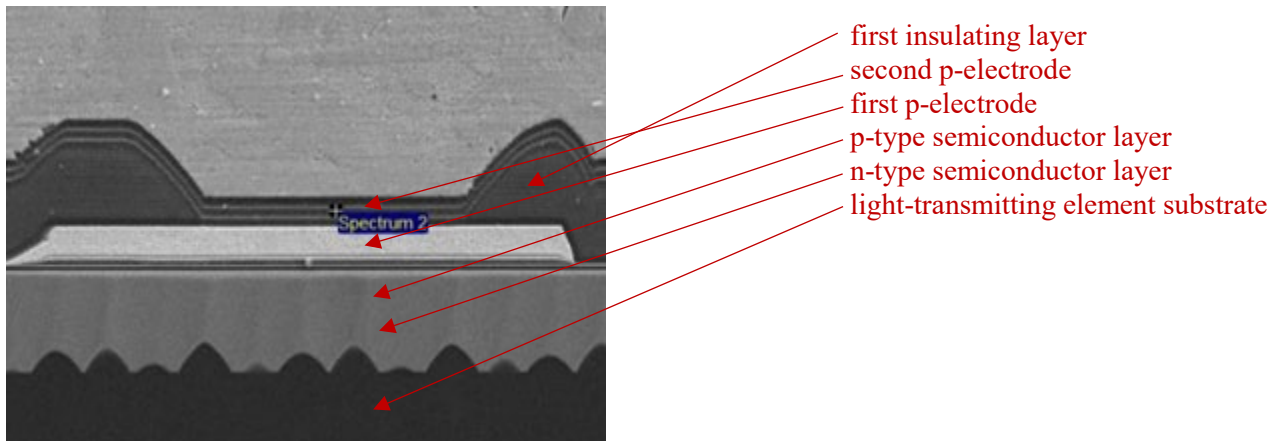 first insulating layer
second p-electrode
first p-electrode
p-type semiconductor layer
n-type semiconductor layer
light-transmitting element substrate
Spectrum 2